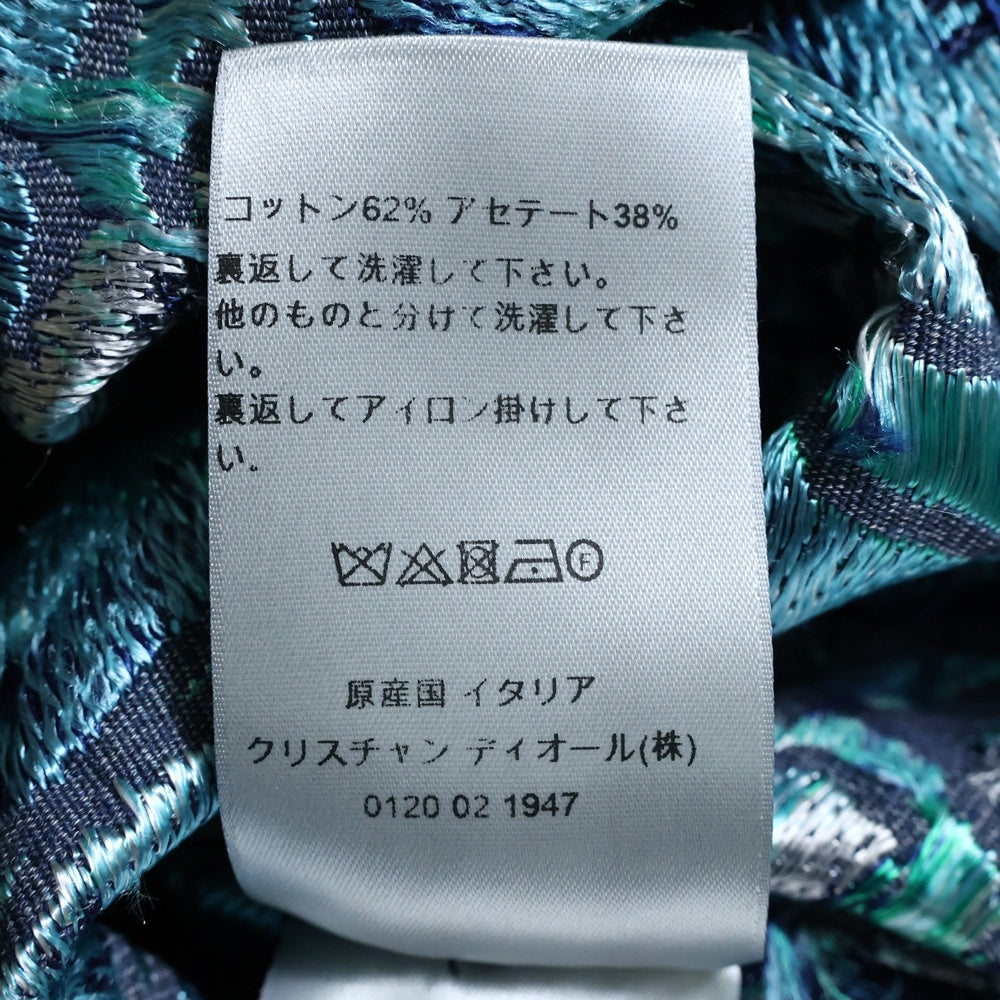 コットン62% アセテート38%
裏返して洗濯して下さい。
他のものと分けて洗濯して下さ
い。
裏返してアイロン掛けして下さ
い.
F
原産国 イタリア
クリスチャン ディオール(株)
0120 02 1947